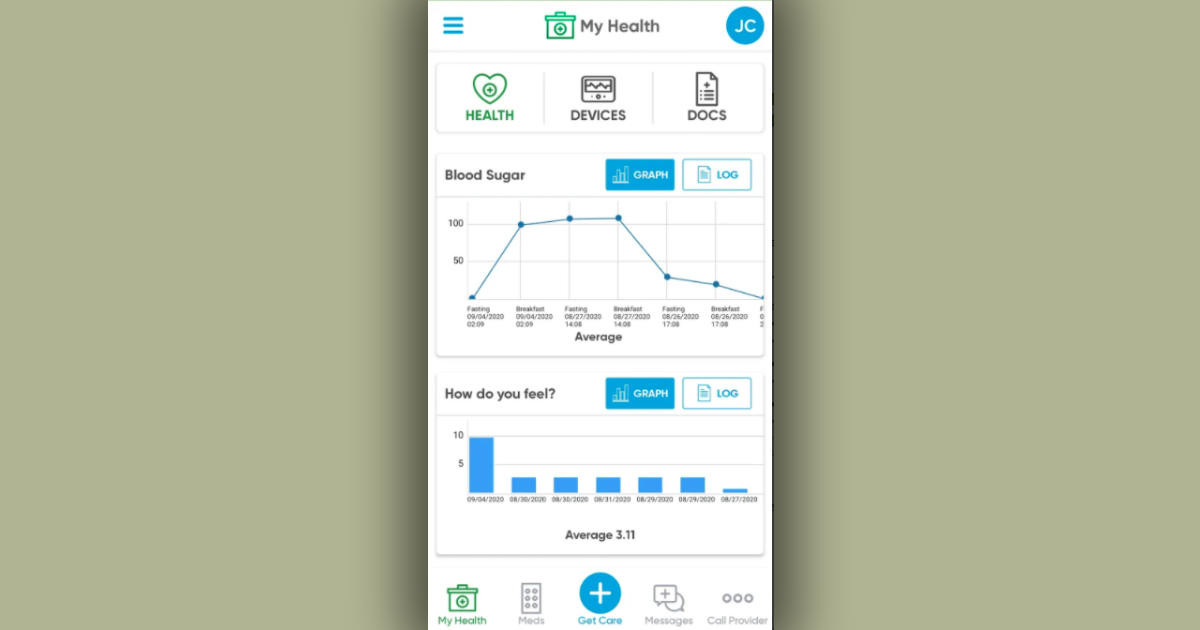 My Health
JC
HEALTH
DEVICES
DOCS
Blood Sugar
GRAPH
LOG
100
50
Fasting
09/04/2020
02:09
Breakfast
09/04/2020
02:09
Fasting
08/27/2020
14:08
Breakfast
08/27/2020
14:08
Fasting
08/26/2020
17:08
Breakfast
08/26/2020
17:08
F
0
2
Average
How do you feel?
GRAPH
LOG
10
5
09/04/2020 08/30/2020 08/30/2020 08/31/2020 08/29/2020 08/29/2020 08/27/2020
Average 3.11
My Health
Meds
Get Care
Messages
Call Provider